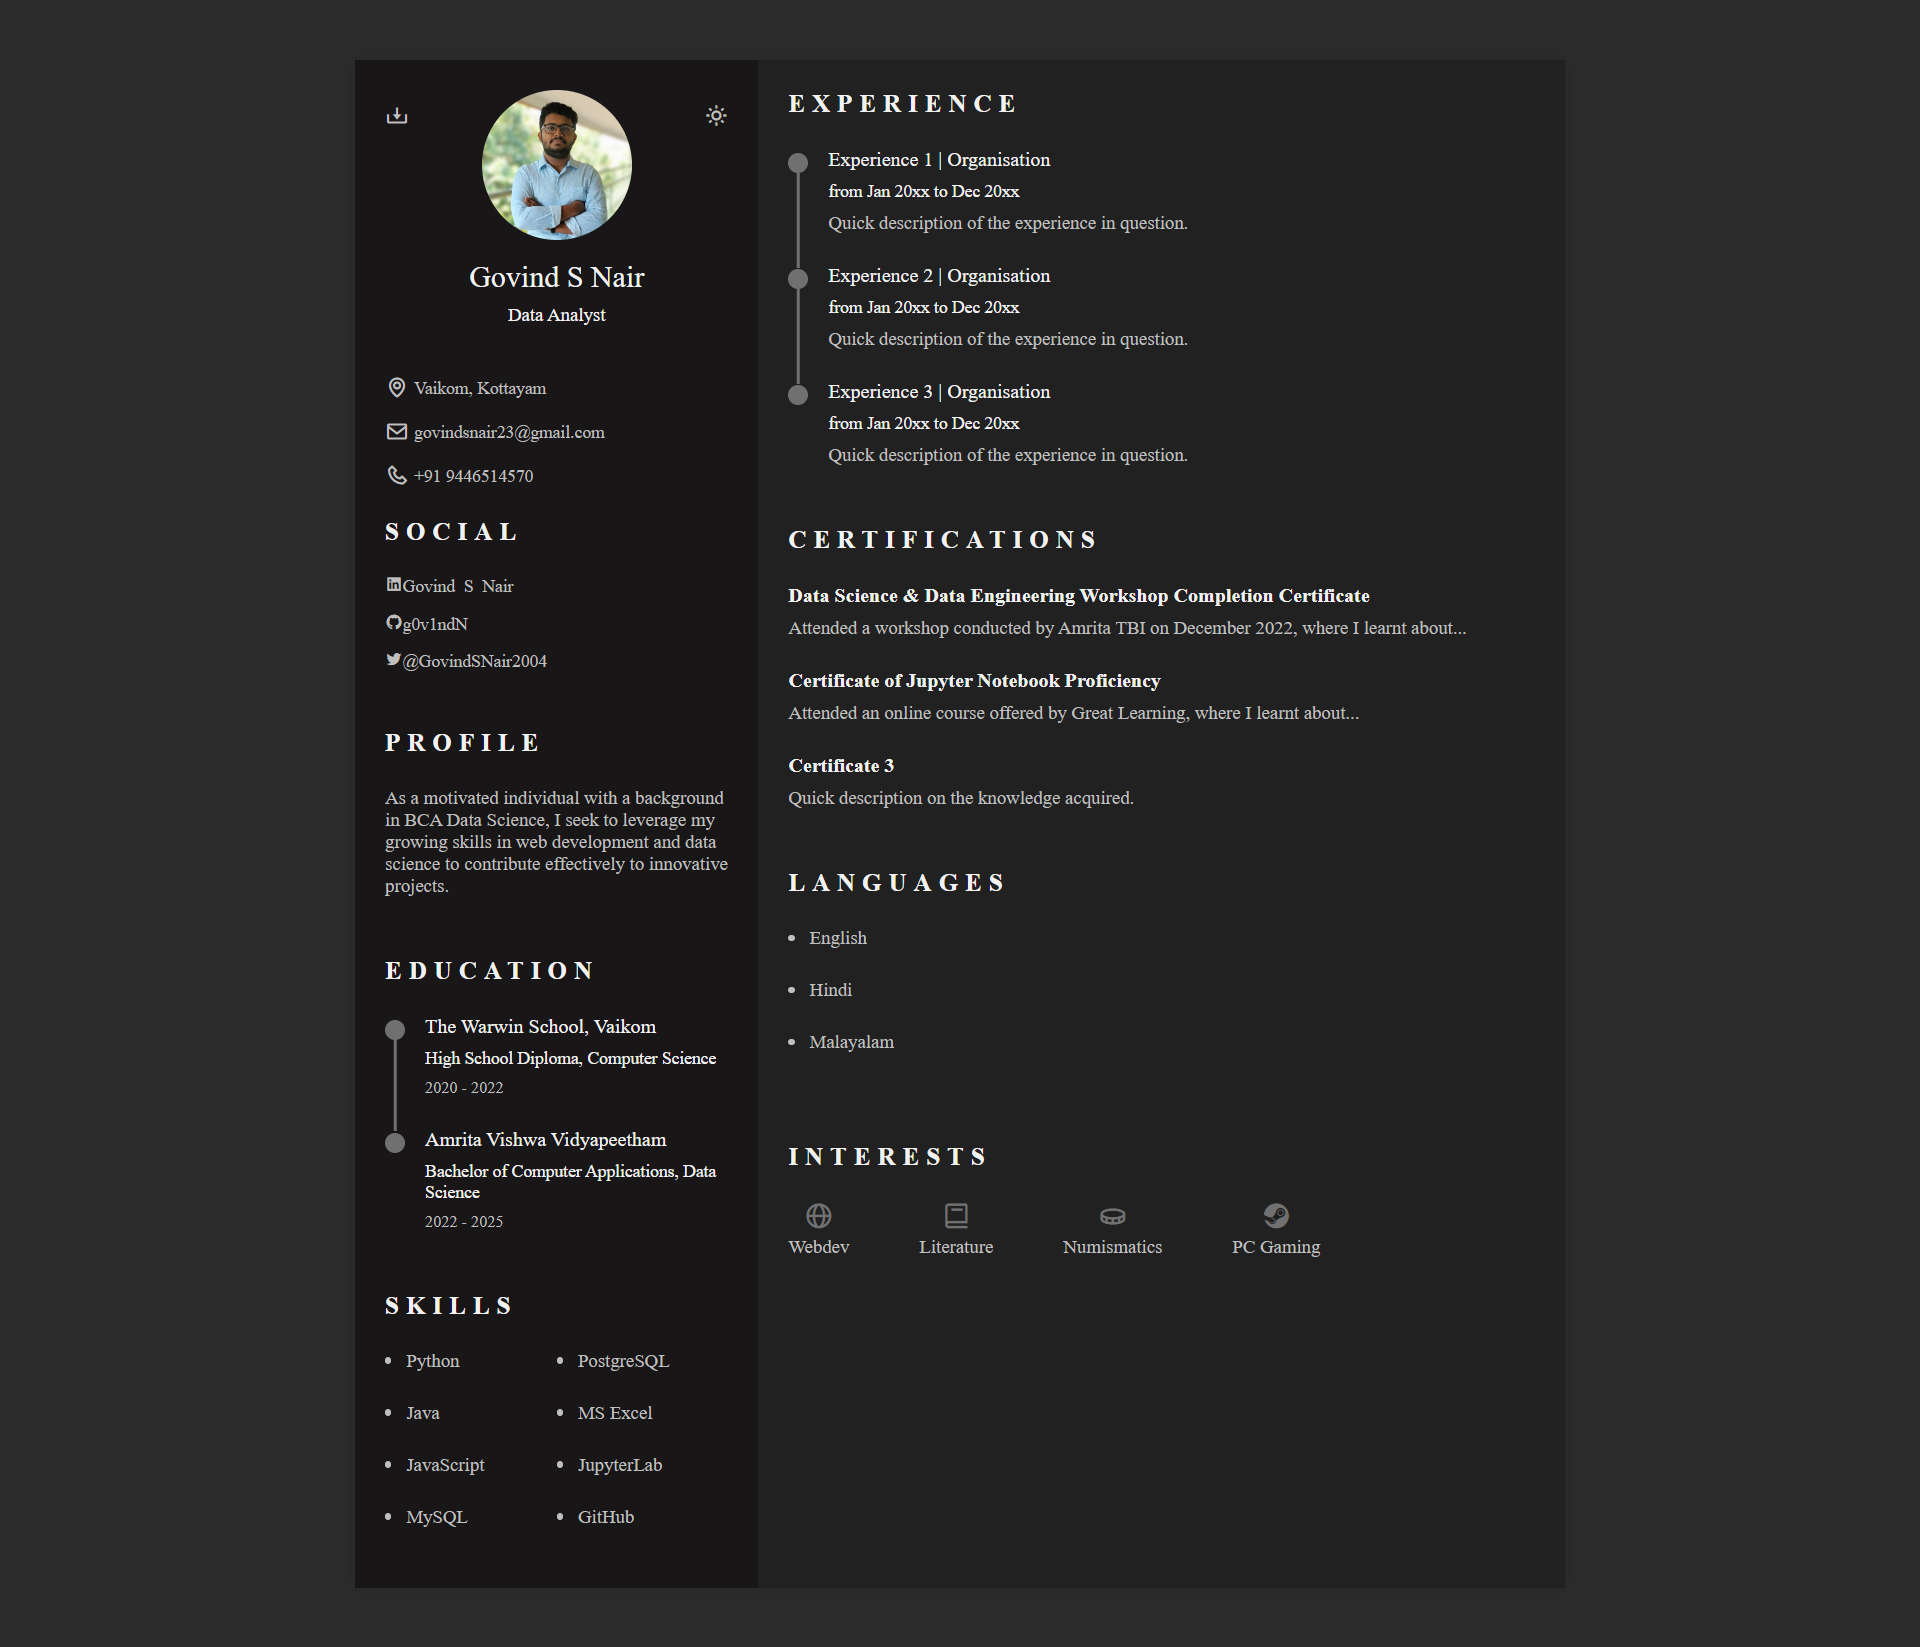 Govind S Nair
Data Analyst
Vaikom, Kottayam
govindsnair23@gmail.com
+91 9446514570
SOCIAL
Govind S Nair
g0v1ndN
@GovindSNair2004
PROFILE
As a motivated individual with a background
in BCA Data Science, I seek to leverage my
growing skills in web development and data
science to contribute effectively to innovative
projects.
EDUCATION
The Warwin School, Vaikom
High School Diploma, Computer Science
2020 - 2022
Amrita Vishwa Vidyapeetham
Bachelor of Computer Applications, Data
Science
2022 - 2025
SKILLS
Python
Java
JavaScript
MySQL
PostgreSQL
MS Excel
JupyterLab
GitHub
EXPERIENCE
Experience 1 | Organisation
from Jan 20xx to Dec 20xx
Quick description of the experience in question.
Experience 2 | Organisation
from Jan 20xx to Dec 20xx
Quick description of the experience in question.
Experience 3 | Organisation
from Jan 20xx to Dec 20xx
Quick description of the experience in question.
CERTIFICATIONS
Data Science & Data Engineering Workshop Completion Certificate
Attended a workshop conducted by Amrita TBI on December 2022, where I learnt about...
Certificate of Jupyter Notebook Proficiency
Attended an online course offered by Great Learning, where I learnt about...
Certificate 3
Quick description on the knowledge acquired.
LANGUAGES
English
Hindi
Malayalam
INTERESTS
Webdev
Literature
Numismatics
PC Gaming